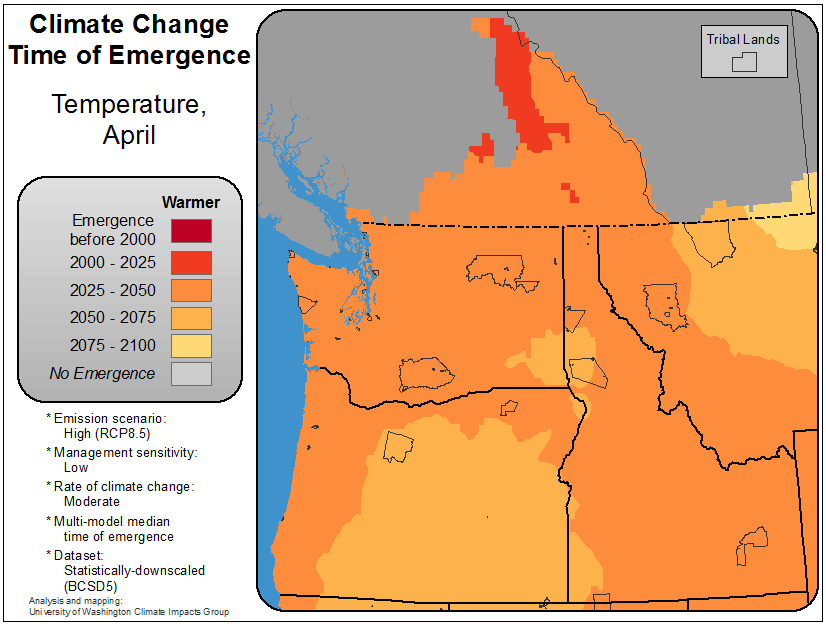 Climate Change
Time of Emergence
Temperature,
April
Tribal Lands
Warmer
Emergence
before 2000
2000 - 2025
2025 - 2050
2050 - 2075
2075 - 2100
No Emergence
* Emission scenario:
High (RCP8.5)
* Management sensitivity:
Low
* Rate of climate change:
Moderate
* Multi-model median
time of emergence
* Dataset:
Statistically-downscaled
(BCSD5)
Analysis and mapping:
University of Washington Climate Impacts Group